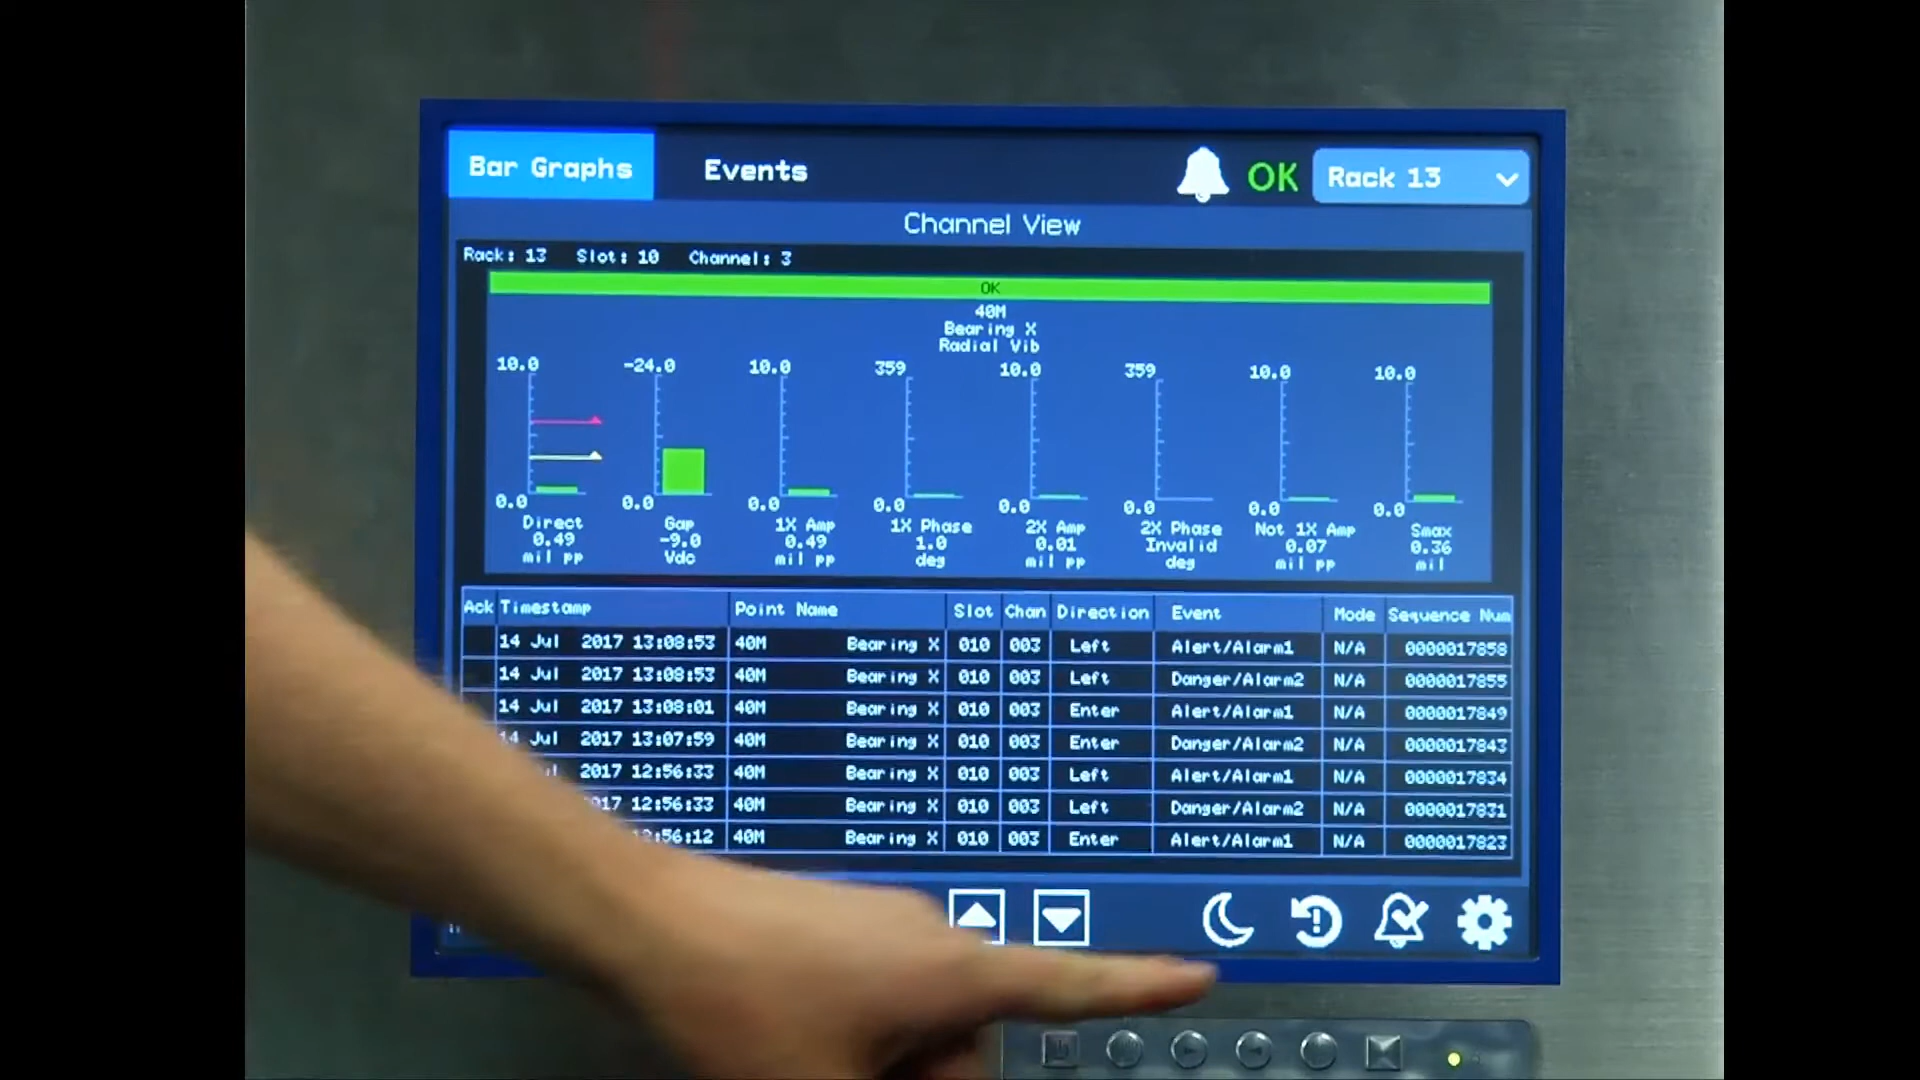 Bar Graphs Events OK Rack 13
Channel View
Rack: 13 Slot: 10 Channel: 3
OK
40M
Bearing X
Radial Vib
10.0 -24.0 10.0 359 10.0 359 10.0 10.0
0.0 0.0 0.0 0.0 0.0 0.0 0.0 0.0
Direct Gap 1X Amp 1X Phase 2X Amp 2X Phase Not 1X Amp Smax
0.49 -9.0 0.49 1.0 0.01 Invalid 0.07 0.36
mil pp Vdc mil pp deg mil pp deg mil pp mil
Ack Timestamp Point Name Slot Chan Direction Event Mode Sequence Num
14 Jul 2017 13:08:53 40M Bearing X 010 003 Left Alert/Alarm1 N/A 0000017858
14 Jul 2017 13:08:53 40M Bearing X 010 003 Left Danger/Alarm2 N/A 0000017855
14 Jul 2017 13:08:01 40M Bearing X 010 003 Enter Alert/Alarm1 N/A 0000017849
14 Jul 2017 13:07:59 40M Bearing X 010 003 Enter Danger/Alarm2 N/A 0000017843
2017 12:56:33 40M Bearing X 010 003 Left Alert/Alarm1 N/A 0000017834
12:56:33 40M Bearing X 010 003 Left Danger/Alarm2 N/A 0000017831
40M Bearing X 010 003 Enter Alert/Alarm1 N/A 0000017823